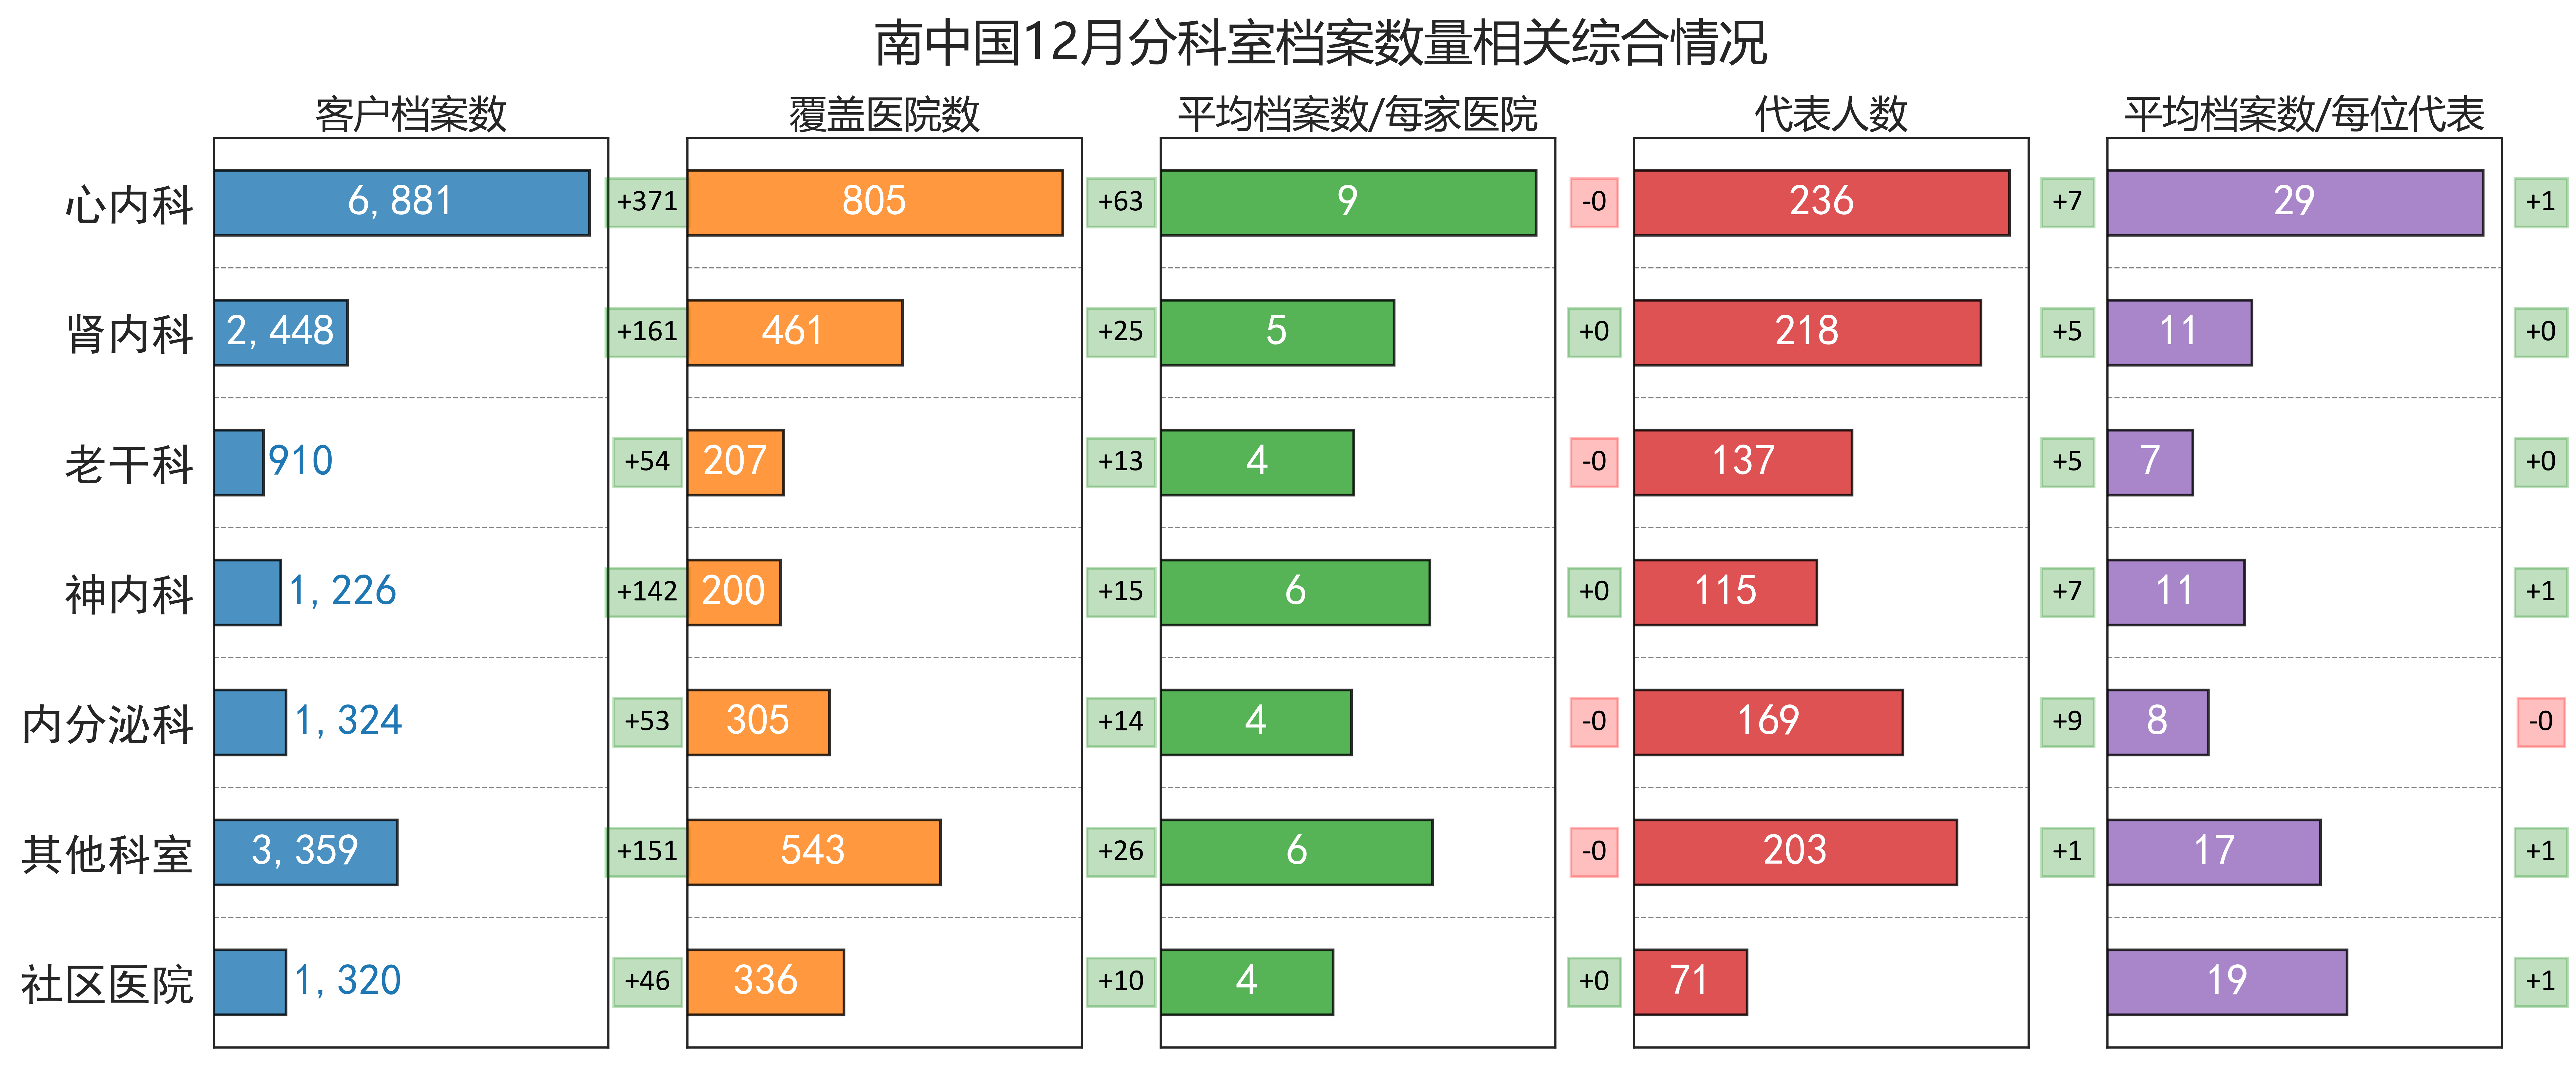 南中国12月分科室档案数量相关综合情况
客户档案数 覆盖医院数 平均档案数/每家医院 代表人数 平均档案数/每位代表
心内科 6,881 +371 805 +63 9 -0 236 +7 29 +1
肾内科 2,448 +161 461 +25 5 +0 218 +5 11 +0
老干科 910 +54 207 +13 4 -0 137 +5 7 +0
神内科 1,226 +142 200 +15 6 +0 115 +7 11 +1
内分泌科 1,324 +53 305 +14 4 -0 169 +9 8 -0
其他科室 3,359 +151 543 +26 6 -0 203 +1 17 +1
社区医院 1,320 +46 336 +10 4 +0 71 19 +1